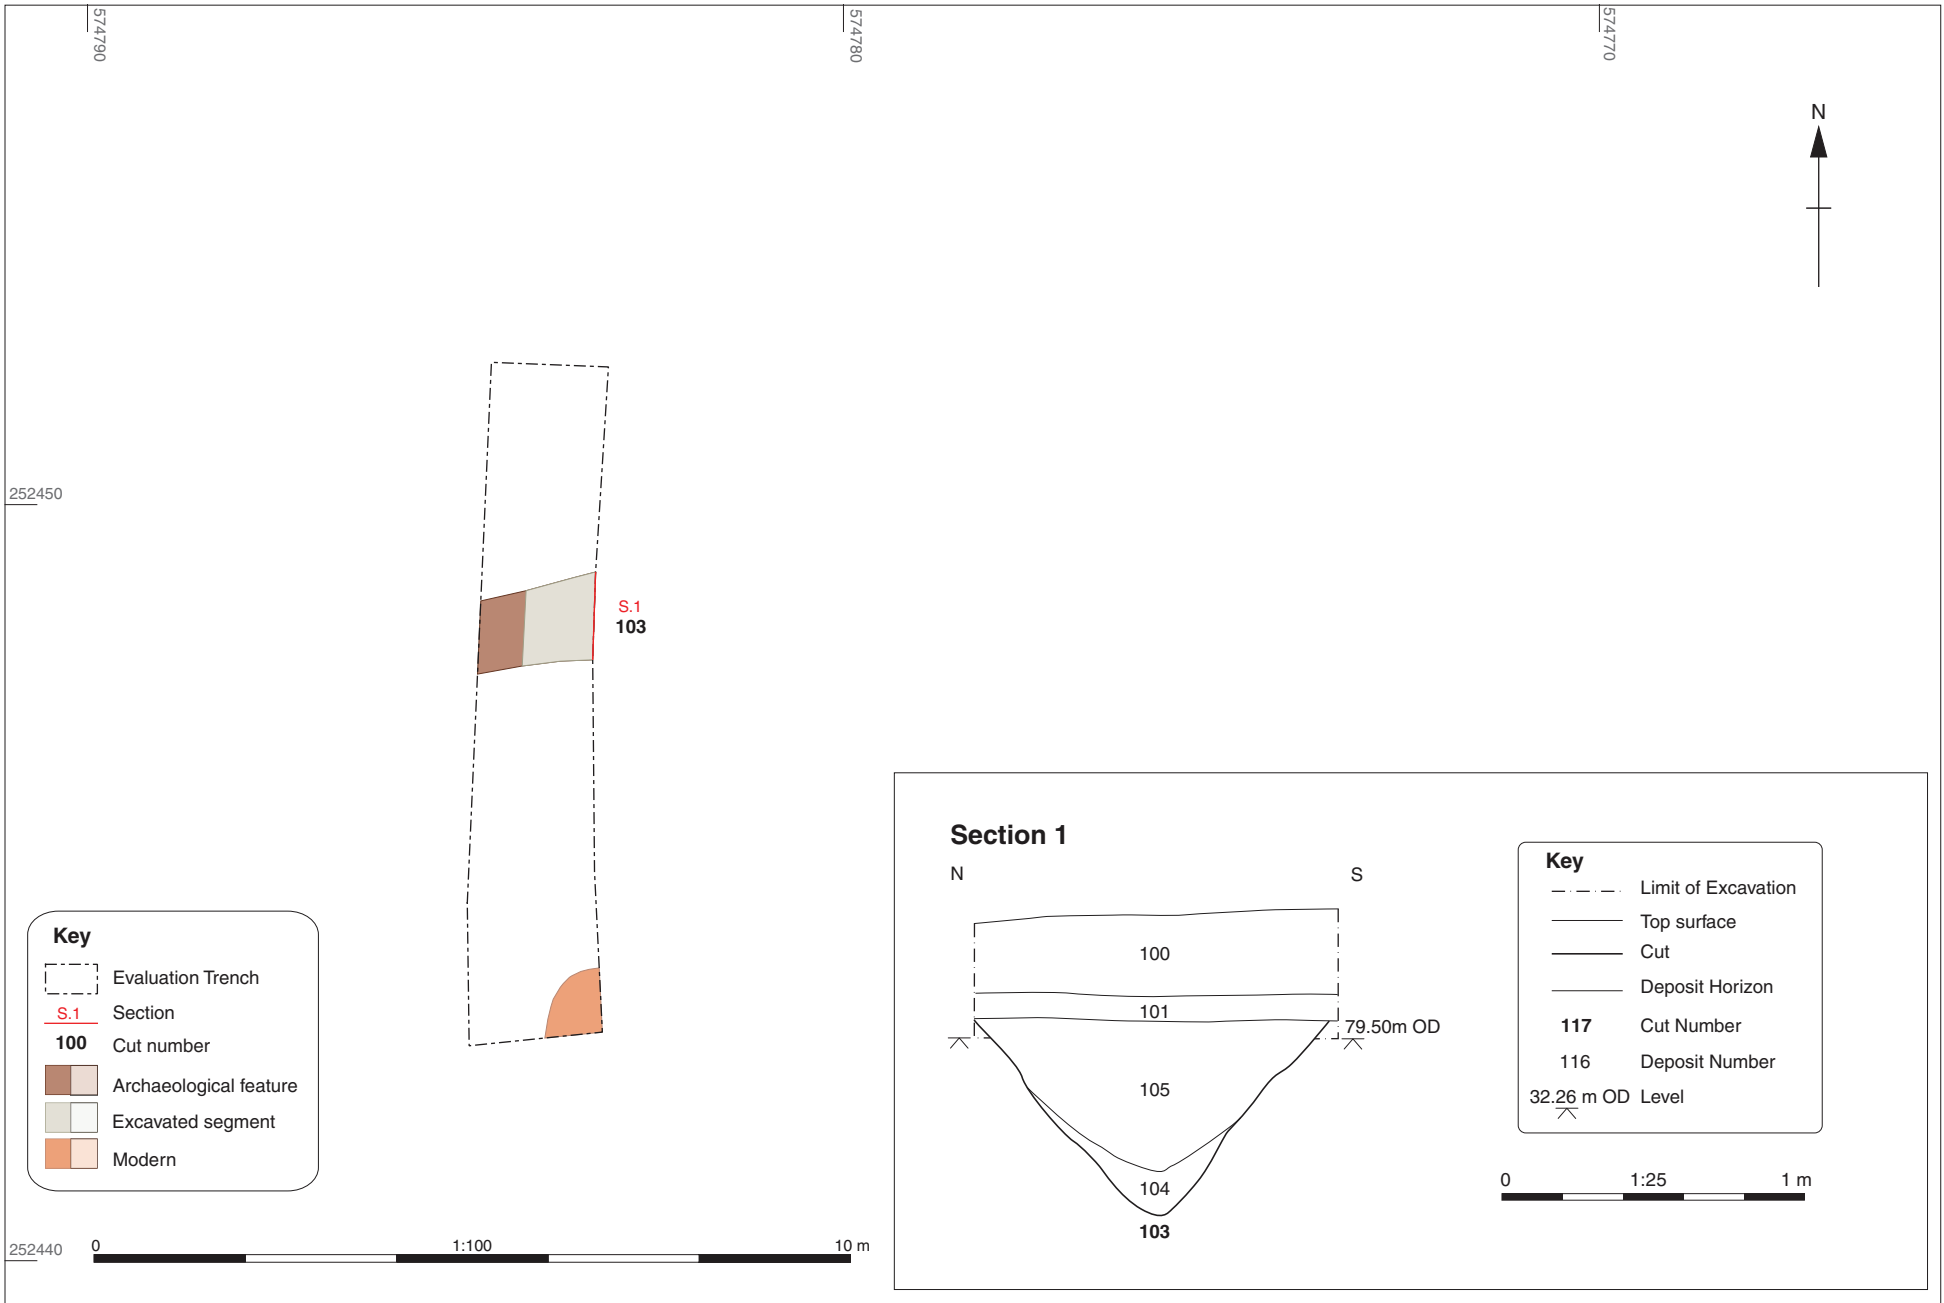 574790
574780
574770
N
252450
S.1
103
Key
Evaluation Trench
S.1 Section
100 Cut number
Archaeological feature
Excavated segment
Modern
252440
0 1:100 10 m
Section 1
N S
100
101
79.50m OD
105
104
103
Key
Limit of Excavation
Top surface
Cut
Deposit Horizon
117 Cut Number
116 Deposit Number
32.26 m OD Level
0 1:25 1 m